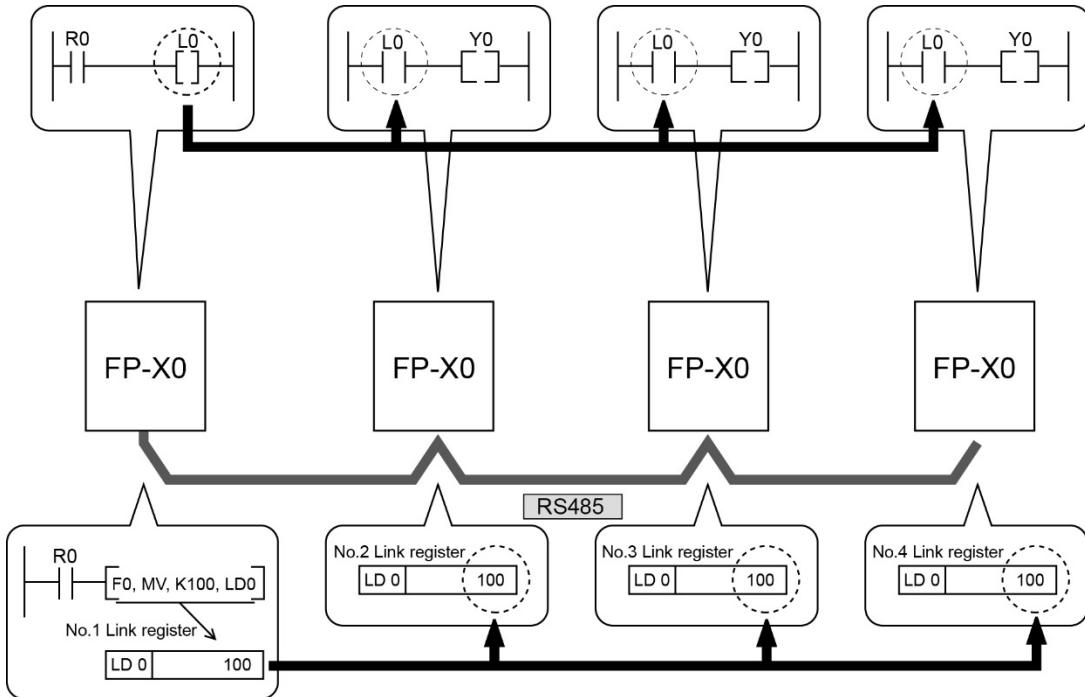 R0 L0
L0 Y0
L0 Y0
L0 Y0
FP-X0
FP-X0
FP-X0
FP-X0
RS485
R0
F0, MV, K100, LD0
No.1 Link register
LD 0 100
No.2 Link register
LD 0 100
No.3 Link register
LD 0 100
No.4 Link register
LD 0 100